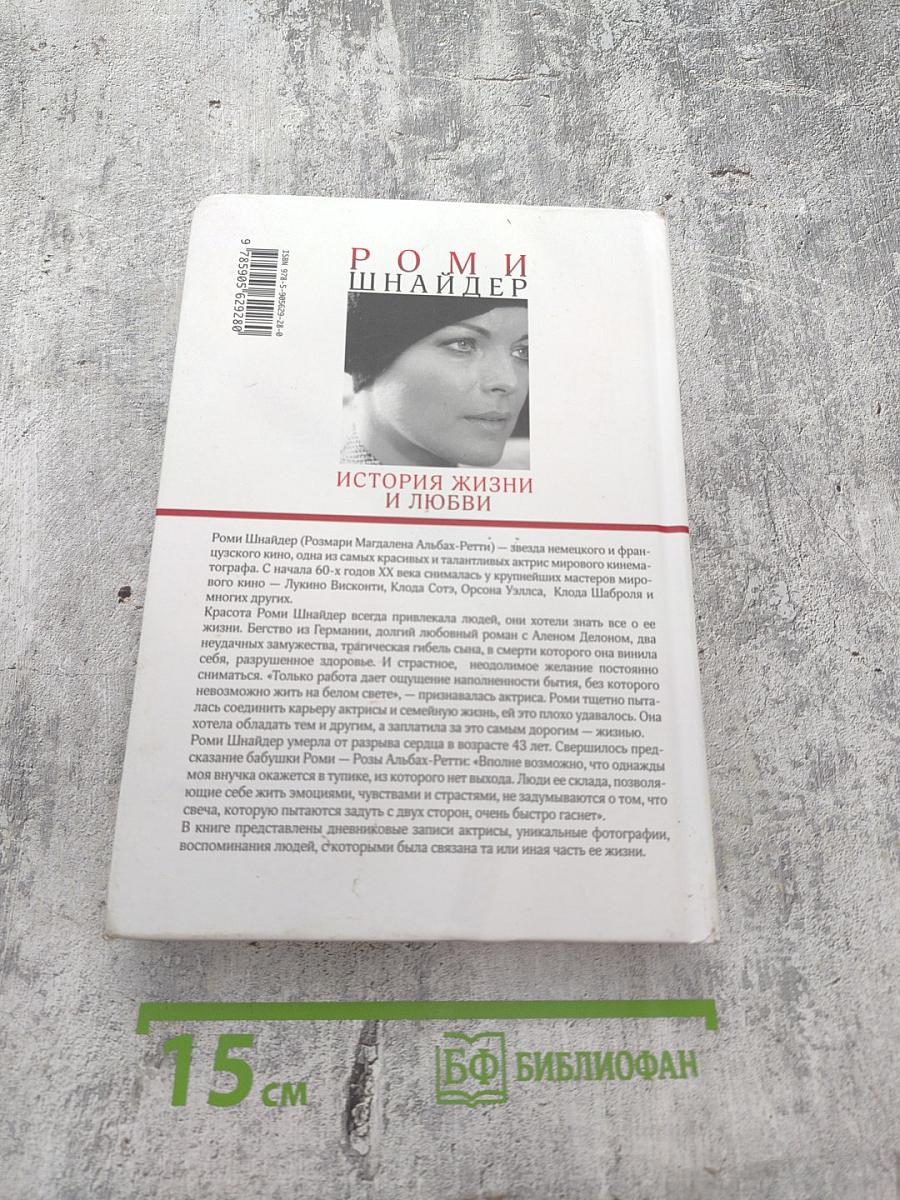 9 785905 629280
ISBN 978-5-905629-28-0
РОМИ
ШНАЙДЕР
ИСТОРИЯ ЖИЗНИ
И ЛЮБВИ
Роми Шнайдер (Розмари Магдалена Альбах-Ретти) — звезда немецкого и фран-
цузского кино, одна из самых красивых и талантливых актрис мирового кинема-
тографа. С начала 60-х годов XX века снималась у крупнейших мастеров миро-
вого кино — Лукино Висконти, Клода Сотэ, Орсона Уэллса, Клода Шаброля и
многих других.
Красота Роми Шнайдер всегда привлекала людей, они хотели знать все о ее
жизни. Бегство из Германии, долгий любовный роман с Аленом Делоном, два
неудачных замужества, трагическая гибель сына, в смерти которого она винила
себя, разрушенное здоровье. И страстное, неодолимое желание постоянно
сниматься. «Только работа дает ощущение наполненности бытия, без которого
невозможно жить на белом свете», — признавалась актриса. Роми тщетно пыта-
лась соединить карьеру актрисы и семейную жизнь, ей это плохо удавалось. Она
хотела обладать тем и другим, а заплатила за это самым дорогим — жизнью.
Роми Шнайдер умерла от разрыва сердца в возрасте 43 лет. Свершилось пред-
сказание бабушки Роми — Розы Альбах-Ретти: «Вполне возможно, что однажды
моя внучка окажется в тупике, из которого нет выхода. Люди ее склада, позволя-
ющие себе жить эмоциями, чувствами и страстями, не задумываются о том, что
свеча, которую пытаются задуть с двух сторон, очень быстро гаснет».
В книге представлены дневниковые записи актрисы, уникальные фотографии,
воспоминания людей, с которыми была связана та или иная часть ее жизни.
15 см
БФ БИБЛИОФАН